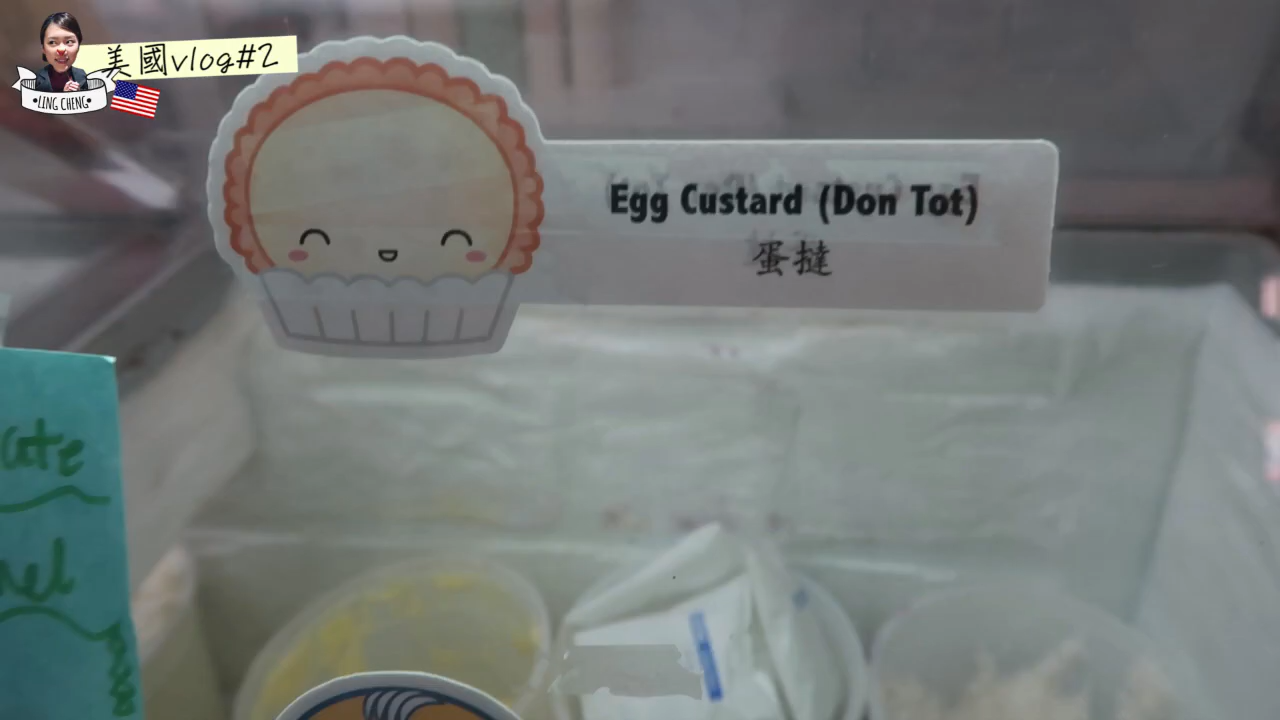 美國vlog#2
•LING CHENG•
Egg Custard (Don Tot)
蛋撻